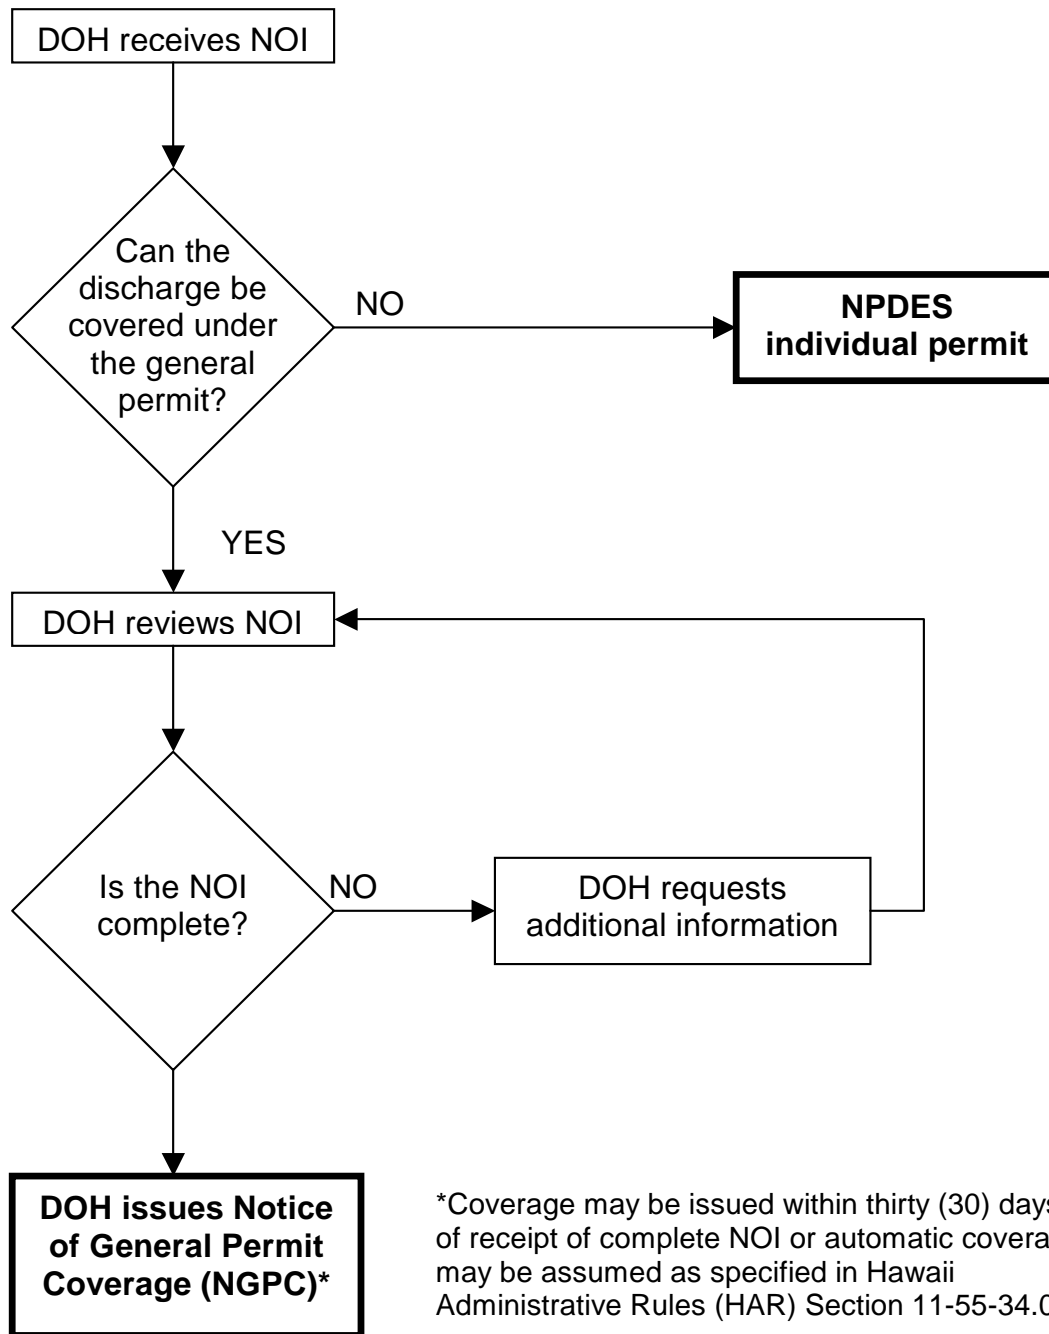 DOH receives NOI
Can the
discharge be
covered under
the general
permit?
NO
NPDES
individual permit
YES
DOH reviews NOI
Is the NOI
complete?
NO
DOH requests
additional information
DOH issues Notice
of General Permit
Coverage (NGPC)*
*Coverage may be issued within thirty (30) days
of receipt of complete NOI or automatic
may be assumed as specified in Hawaii
Administrative Rules (HAR) Section